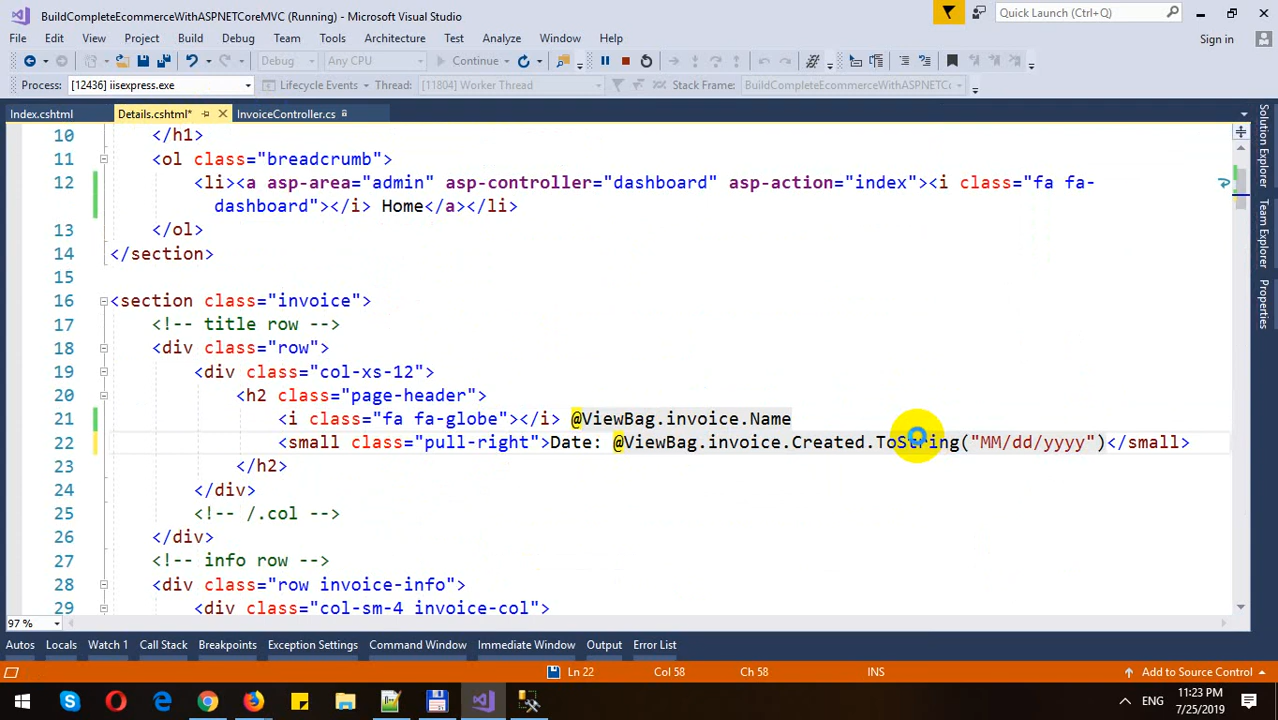 BuildCompleteEcommerceWithASPNETCoreMVC (Running) - Microsoft Visual Studio
Quick Launch (Ctrl+Q)
File Edit View Project Build Debug Team Tools Architecture Test Analyze Window Help
Sign in
Debug Any CPU Continue
Process: [12436] iisexpress.exe Lifecycle Events Thread: [11804] Worker Thread Stack Frame: BuildCompleteEcommerceWithASPNETCoreMVC
Index.cshtml Details.cshtml* InvoiceController.cs
10 </h1>
11 <ol class="breadcrumb">
12 <li><a asp-area="admin" asp-controller="dashboard" asp-action="index"><i class="fa fa-
dashboard"></i> Home</a></li>
13 </ol>
14 </section>
15
16 <section class="invoice">
17 <!-- title row -->
18 <div class="row">
19 <div class="col-xs-12">
20 <h2 class="page-header">
21 <i class="fa fa-globe"></i> @ViewBag.invoice.Name
22 <small class="pull-right">Date: @ViewBag.invoice.Created.ToString("MM/dd/yyyy")</small>
23 </h2>
24 </div>
25 <!-- /.col -->
26 </div>
27 <!-- info row -->
28 <div class="row invoice-info">
29 <div class="col-sm-4 invoice-col">
Solution Explorer
Team Explorer
Properties
97 %
Autos Locals Watch 1 Call Stack Breakpoints Exception Settings Command Window Immediate Window Output Error List
Ln 22 Col 58 Ch 58 INS Add to Source Control
ENG
11:23 PM
7/25/2019